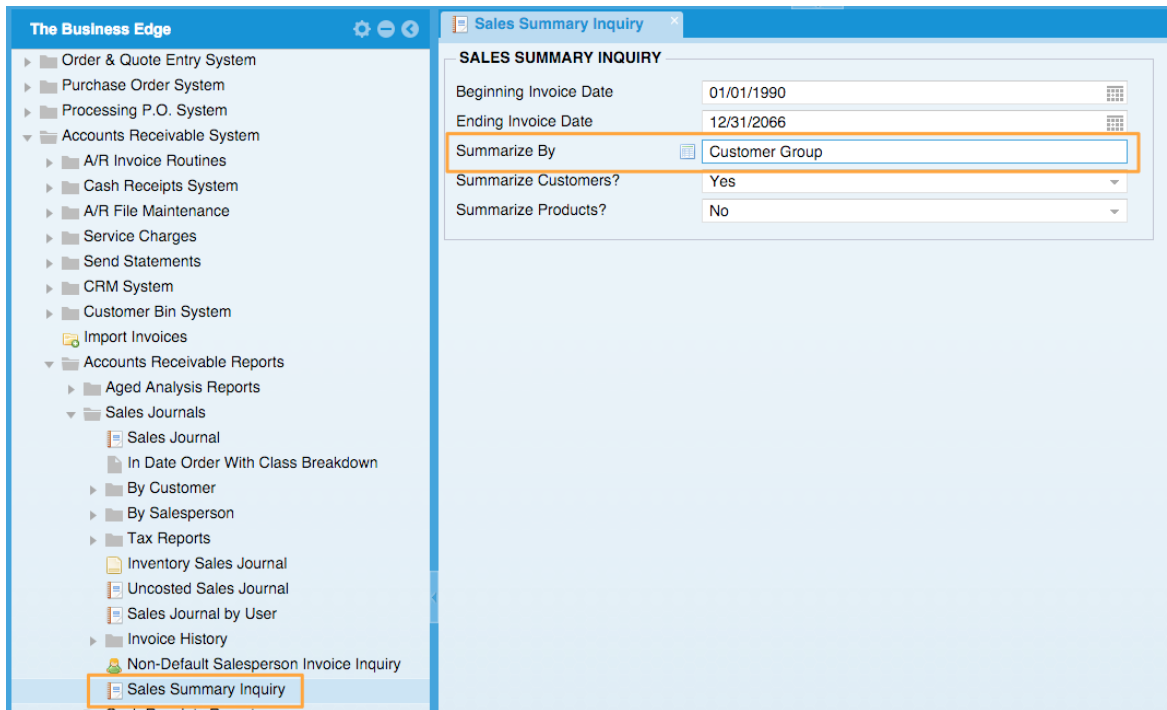 The Business Edge
Order & Quote Entry System
Purchase Order System
Processing P.O. System
Accounts Receivable System
A/R Invoice Routines
Cash Receipts System
A/R File Maintenance
Service Charges
Send Statements
CRM System
Customer Bin System
Import Invoices
Accounts Receivable Reports
Aged Analysis Reports
Sales Journals
Sales Journal
In Date Order With Class Breakdown
By Customer
By Salesperson
Tax Reports
Inventory Sales Journal
Uncosted Sales Journal
Sales Journal by User
Invoice History
Non-Default Salesperson Invoice Inquiry
Sales Summary Inquiry
Sales Summary Inquiry
SALES SUMMARY INQUIRY
Beginning Invoice Date 01/01/1990
Ending Invoice Date 12/31/2066
Summarize By Customer Group
Summarize Customers? Yes
Summarize Products? No